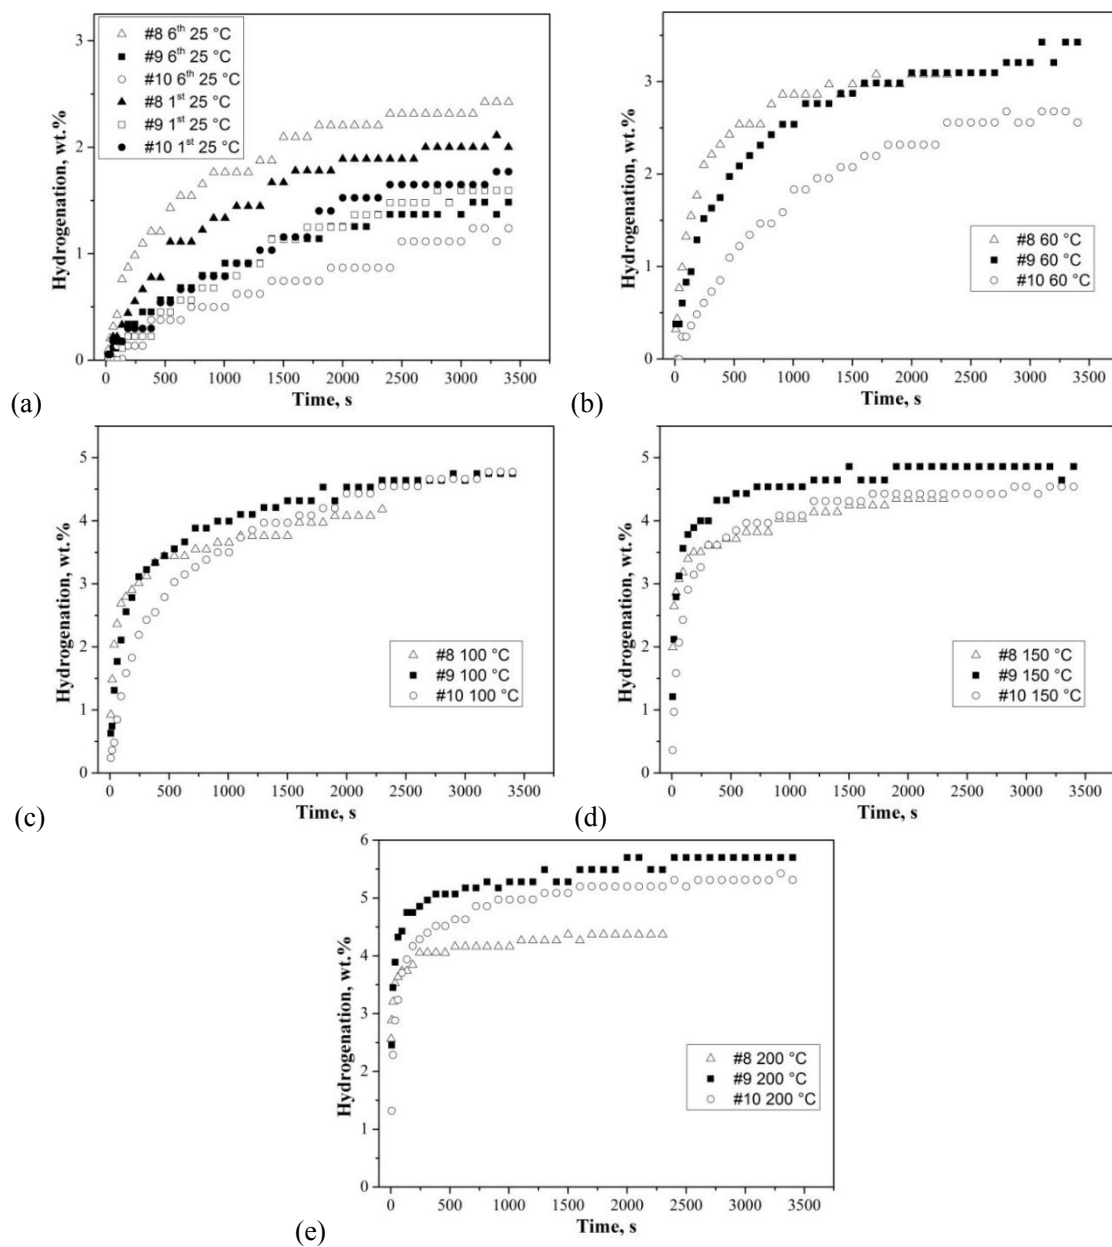 3
2
1
0
Hydrogenation, wt.%
#8 6th 25 °C
#9 6th 25 °C
#10 6th 25 °C
#8 1st 25 °C
#9 1st 25 °C
#10 1st 25 °C
0 500 1000 1500 2000 2500 3000 3500
Time, s
(a)
3
2
1
0
Hydrogenation, wt.%
#8 60 °C
#9 60 °C
#10 60 °C
0 500 1000 1500 2000 2500 3000 3500
Time, s
(b)
5
4
3
2
1
0
Hydrogenation, wt.%
#8 100 °C
#9 100 °C
#10 100 °C
0 500 1000 1500 2000 2500 3000 3500
Time, s
(c)
5
4
3
2
1
0
Hydrogenation, wt.%
#8 150 °C
#9 150 °C
#10 150 °C
0 500 1000 1500 2000 2500 3000 3500
Time, s
(d)
6
5
4
3
2
1
0
Hydrogenation, wt.%
#8 200 °C
#9 200 °C
#10 200 °C
0 500 1000 1500 2000 2500 3000 3500
Time, s
(e)